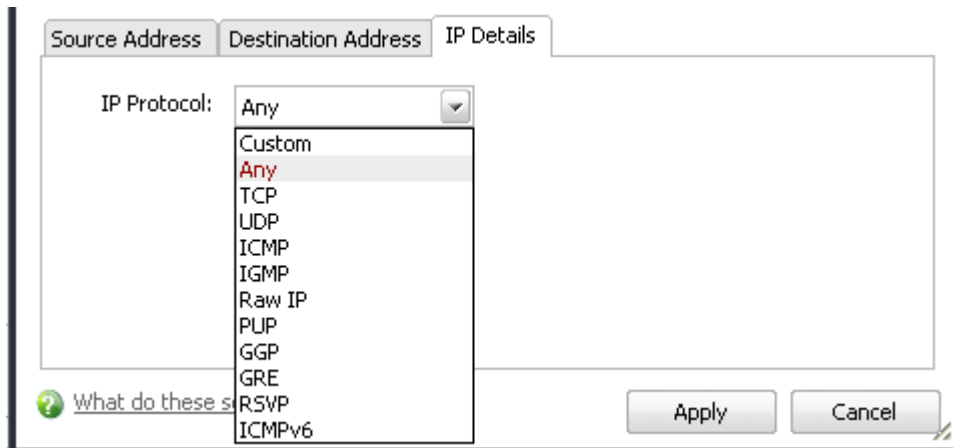 Source Address Destination Address IP Details
IP Protocol: Any
Custom
Any
TCP
UDP
ICMP
IGMP
Raw IP
PUP
GGP
GRE
RSVP
ICMPv6
What do these s
Apply Cancel